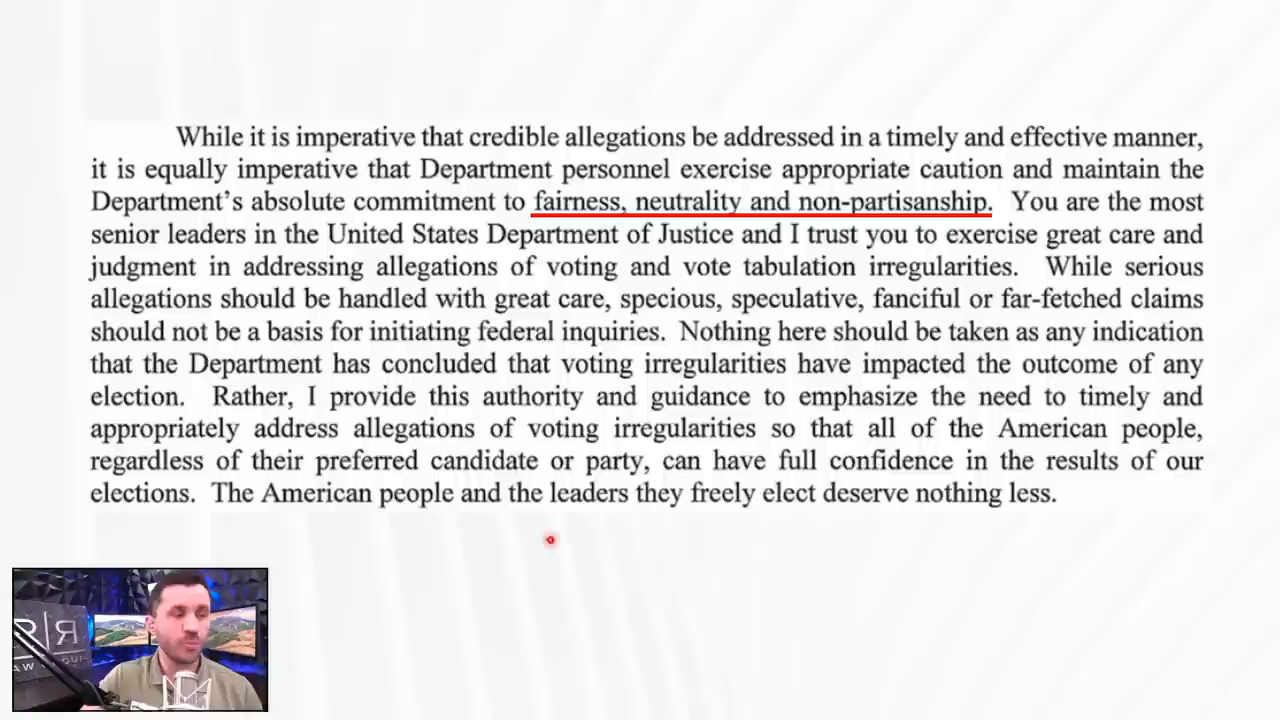 While it is imperative that credible allegations be addressed in a timely and effective manner,
it is equally imperative that Department personnel exercise appropriate caution and maintain the
Department's absolute commitment to fairness, neutrality and non-partisanship. You are the most
senior leaders in the United States Department of Justice and I trust you to exercise great care and
judgment in addressing allegations of voting and vote tabulation irregularities. While serious
allegations should be handled with great care, specious, speculative, fanciful or far-fetched claims
should not be a basis for initiating federal inquiries. Nothing here should be taken as any indication
that the Department has concluded that voting irregularities have impacted the outcome of any
election. Rather, I provide this authority and guidance to emphasize the need to timely and
appropriately address allegations of voting irregularities so that all of the American people,
regardless of their preferred candidate or party, can have full confidence in the results of our
elections. The American people and the leaders they freely elect deserve nothing less.